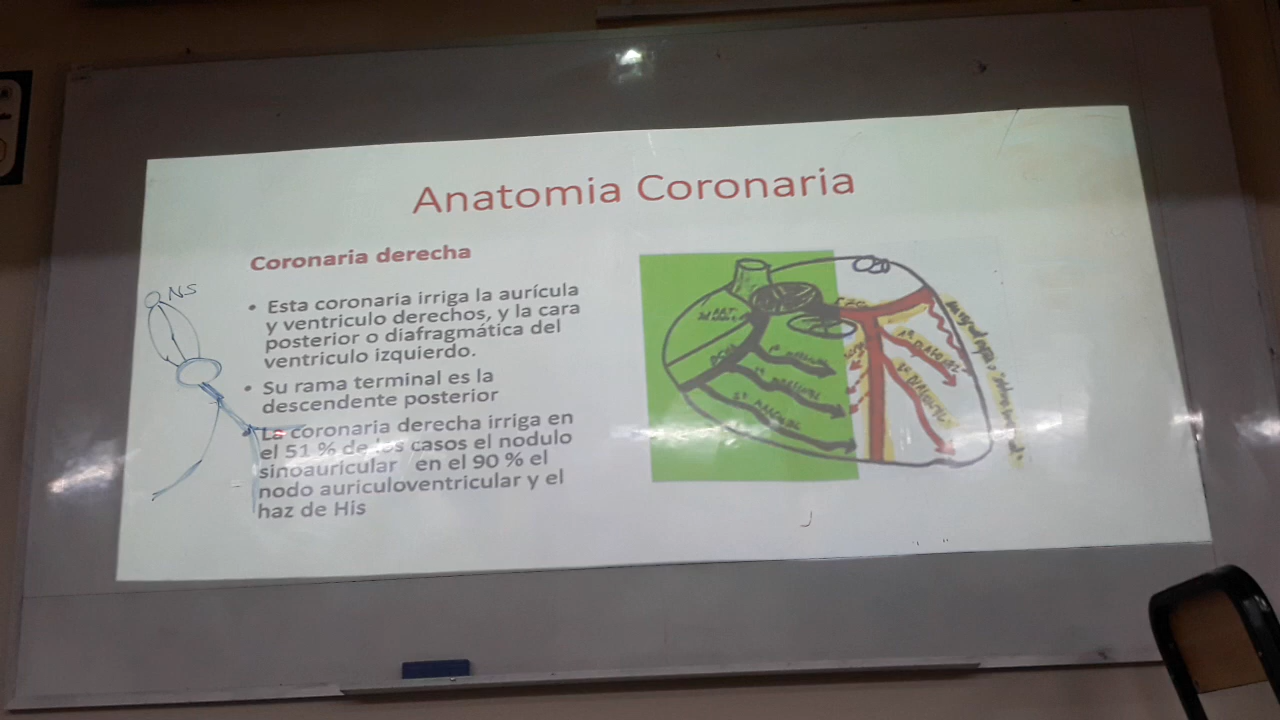 Anatomia Coronaria
Coronaria derecha
• Esta coronaria irriga la aurícula
y ventriculo derechos, y la cara
posterior o diafragmática del
ventriculo izquierdo.
• Su rama terminal es la
descendente posterior
• La coronaria derecha irriga en
el 51 % de los casos el nodulo
sinoauricular en el 90 % el
nodo auriculoventricular y el
haz de His
NS